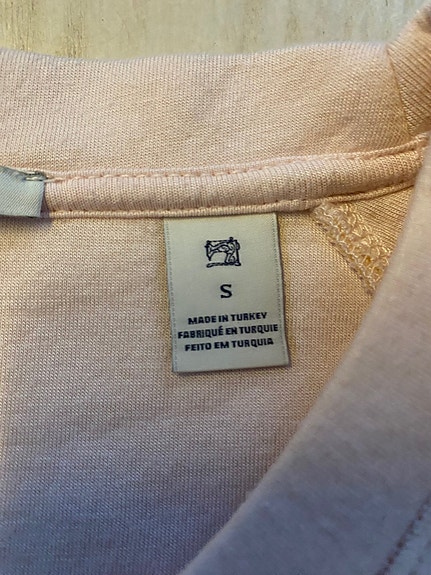 S
MADE IN TURKEY
FABRIQUÉ EN TURQUIE
FEITO EM TURQUIA